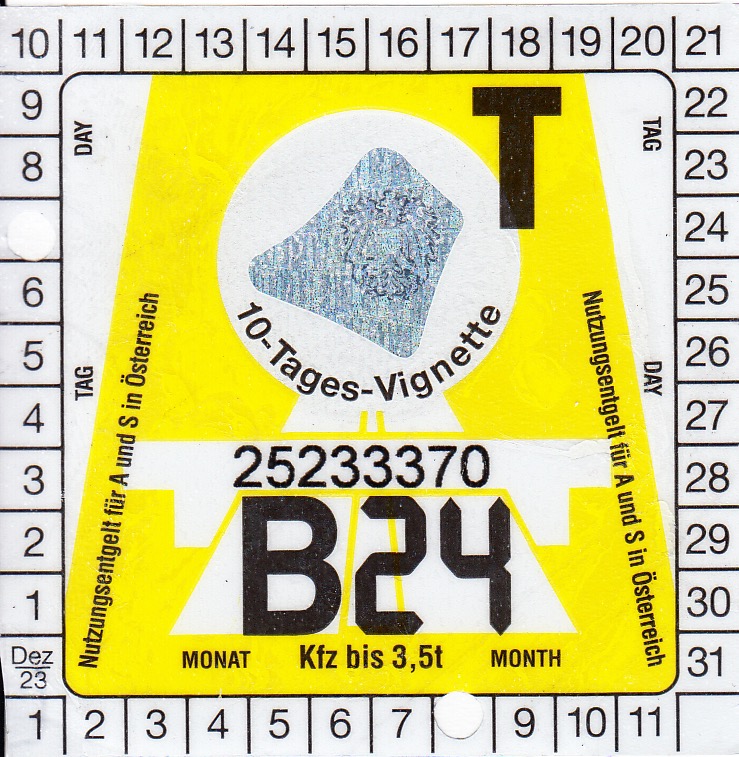 10 11 12 13 14 15 16 17 18 19 20 21
9
8
6
5
4
3
2
1
Dez
23
DAY
TAG
Nutzungsentgelt für A und S in Österreich
T
10-Tages-Vignette
25233370
B24
MONAT Kfz bis 3,5t MONTH
TAG
DAY
Nutzungsentgelt für A und S in Österreich
22
23
24
25
26
27
28
29
30
31
1 2 3 4 5 6 7 9 10 11